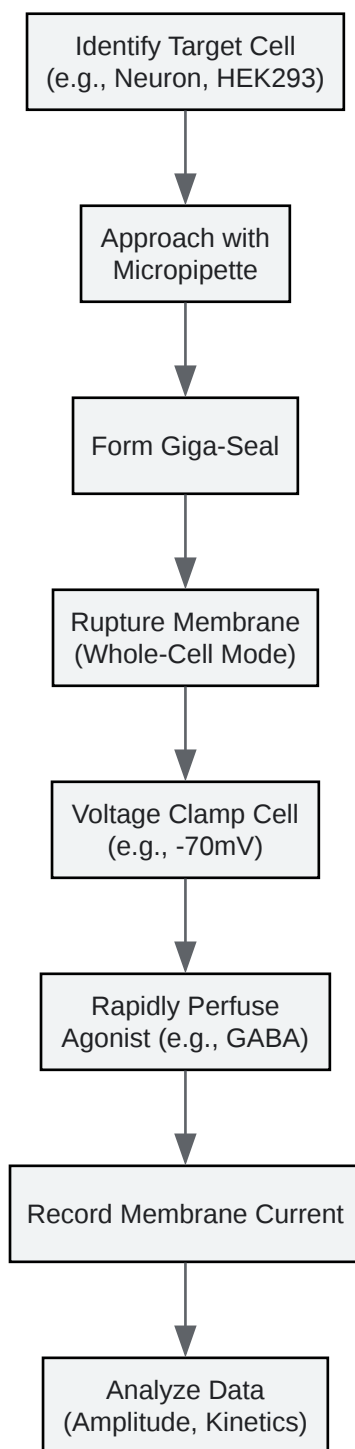 Identify Target Cell
(e.g., Neuron, HEK293)
Approach with
Micropipette
Form Giga-Seal
Rupture Membrane
(Whole-Cell Mode)
Voltage Clamp Cell
(e.g., -70mV)
Rapidly Perfuse
Agonist (e.g., GABA)
Record Membrane Current
Analyze Data
(Amplitude, Kinetics)